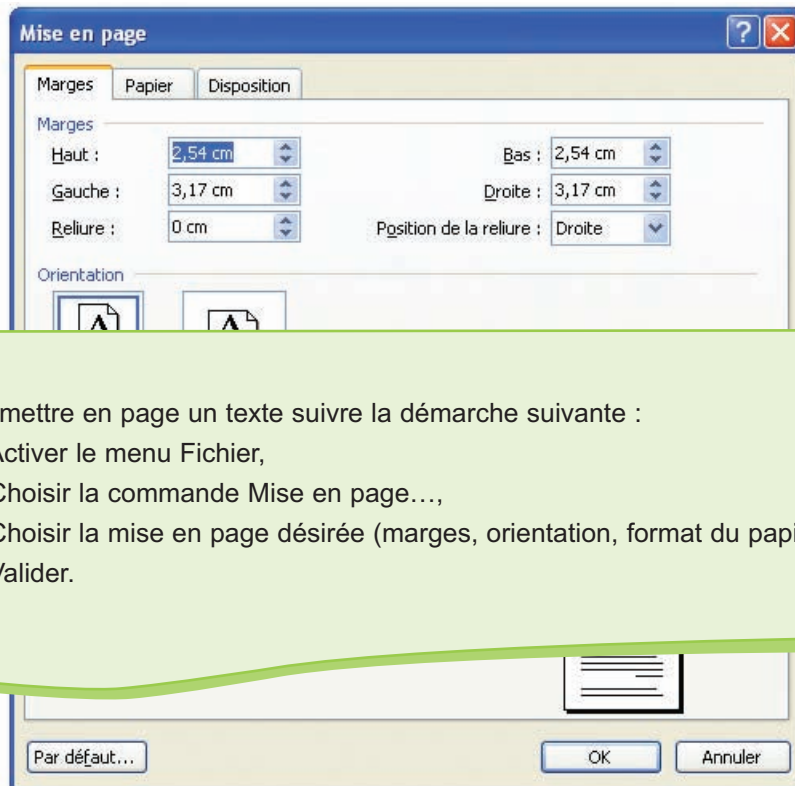 Mise en page
Marges Papier Disposition
Marges
Haut : 2,54 cm Bas : 2,54 cm
Gauche : 3,17 cm Droite : 3,17 cm
Reliure : 0 cm Position de la reliure : Droite
Orientation
A A
mettre en page un texte suivre la démarche suivante :
Activer le menu Fichier,
Choisir la commande Mise en page…,
Choisir la mise en page désirée (marges, orientation, format du papi
Valider.
Par défaut... OK Annuler